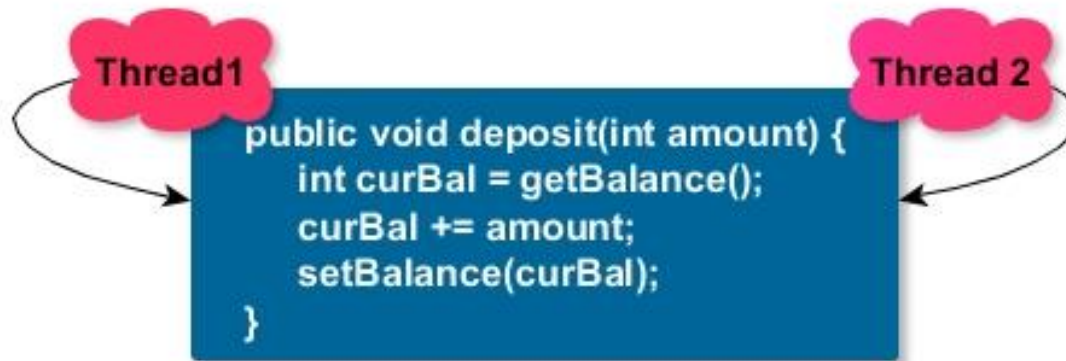 Thread1
Thread 2
public void deposit(int amount) {
int curBal = getBalance();
curBal += amount;
setBalance(curBal);
}